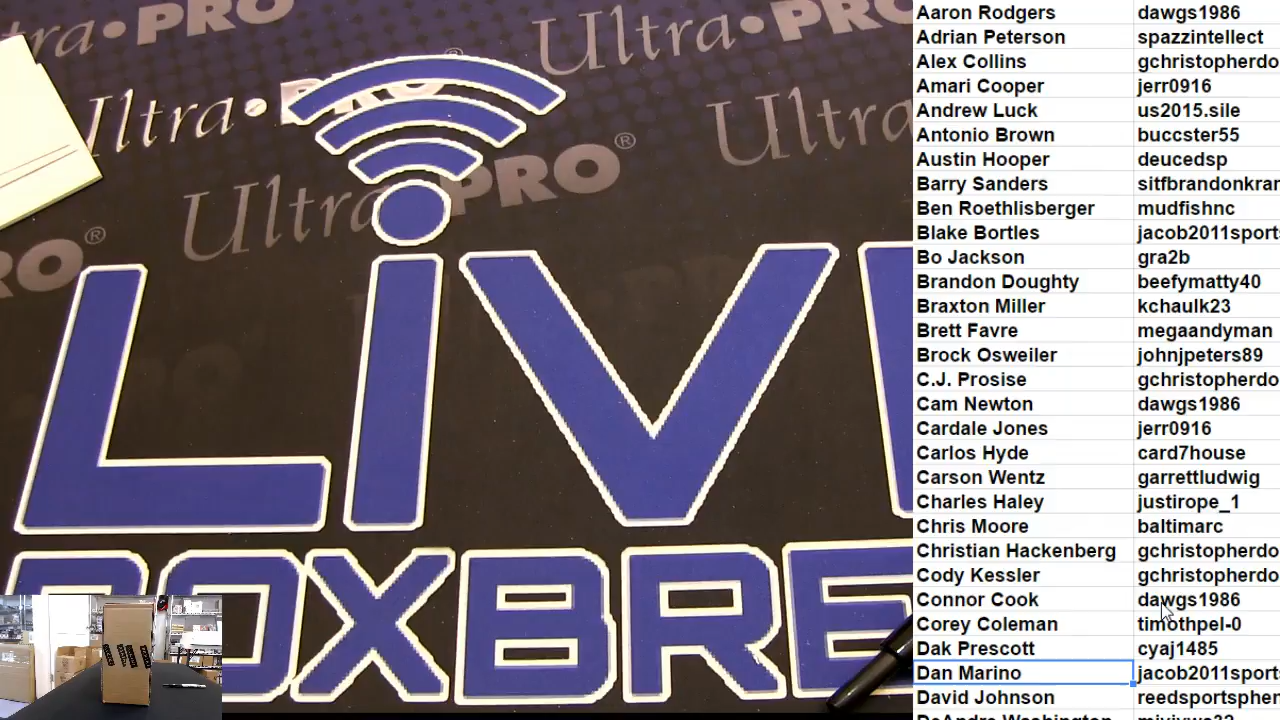 Ultra•PRO
Ultra•PRO
Ultra•PRO
Ultra PRO®
Ultra
RO®
LiV
BOXBRE
Aaron Rodgers dawgs1986
Adrian Peterson spazzintellect
Alex Collins gchristopherdo
Amari Cooper jerr0916
Andrew Luck us2015.sile
Antonio Brown buccster55
Austin Hooper deucedsp
Barry Sanders sitfbrandonkran
Ben Roethlisberger mudfishnc
Blake Bortles jacob2011sports
Bo Jackson gra2b
Brandon Doughty beefymatty40
Braxton Miller kchaulk23
Brett Favre megaandyman
Brock Osweiler johnjpeters89
C.J. Prosise gchristopherdo
Cam Newton dawgs1986
Cardale Jones jerr0916
Carlos Hyde card7house
Carson Wentz garrettludwig
Charles Haley justirope_1
Chris Moore baltimarc
Christian Hackenberg gchristopherdo
Cody Kessler gchristopherdo
Connor Cook dawgs1986
Corey Coleman timothpel-0
Dak Prescott cyaj1485
Dan Marino jacob2011sports
David Johnson reedsportspher